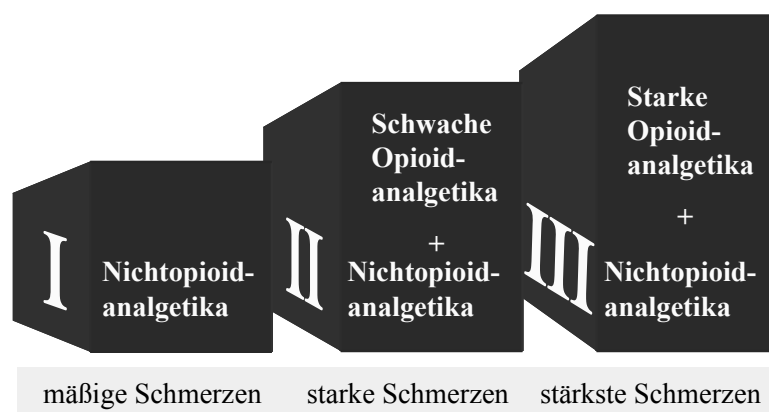 I
Nichtopioid-
analgetika
II
Schwache
Opioid-
analgetika
+
Nichtopioid-
analgetika
III
Starke
Opioid-
analgetika
+
Nichtopioid-
analgetika
mäßige Schmerzen
starke Schmerzen
stärkste Schmerzen